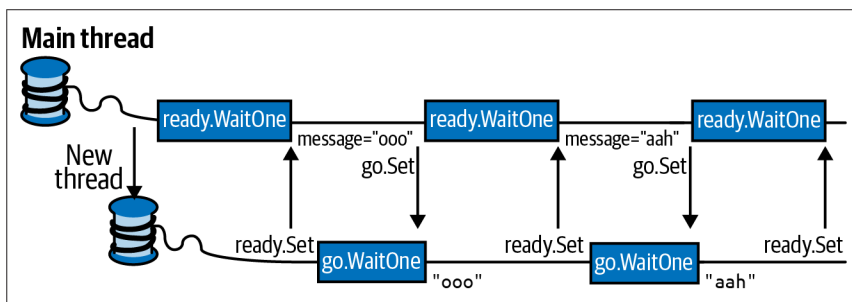 Main thread
ready.WaitOne
ready.WaitOne
ready.WaitOne
message="ooo"
message="aah"
go.Set
go.Set
New
thread
ready.Set
ready.Set
ready.Set
go.WaitOne
go.WaitOne
"ooo"
"aah"